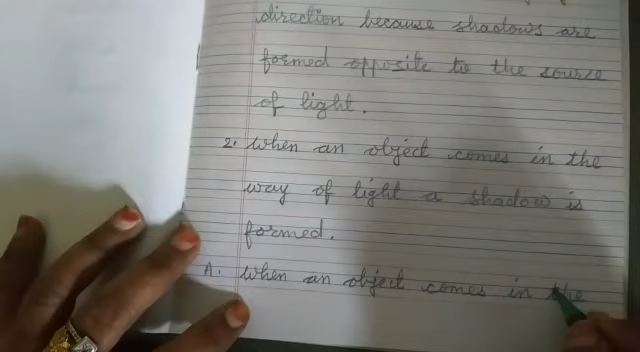 direction because shadows are
formed opposite to the source
of light.
2. When an object comes in the
way of light a shadow is
formed.
A. When an object comes in the